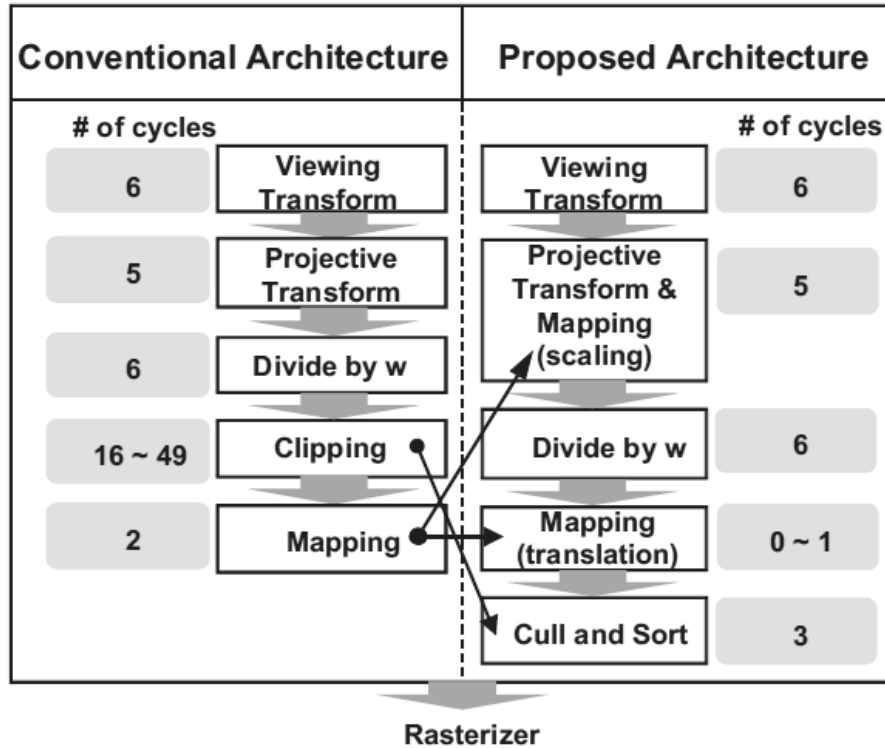 Conventional Architecture
Proposed Architecture
# of cycles
6
Viewing
Transform
5
Projective
Transform
6
Divide by w
16 ~ 49
Clipping
2
Mapping
# of cycles
Viewing
Transform
6
Projective
Transform &
Mapping
(scaling)
5
Divide by w
6
Mapping
(translation)
0 ~ 1
Cull and Sort
3
Rasterizer